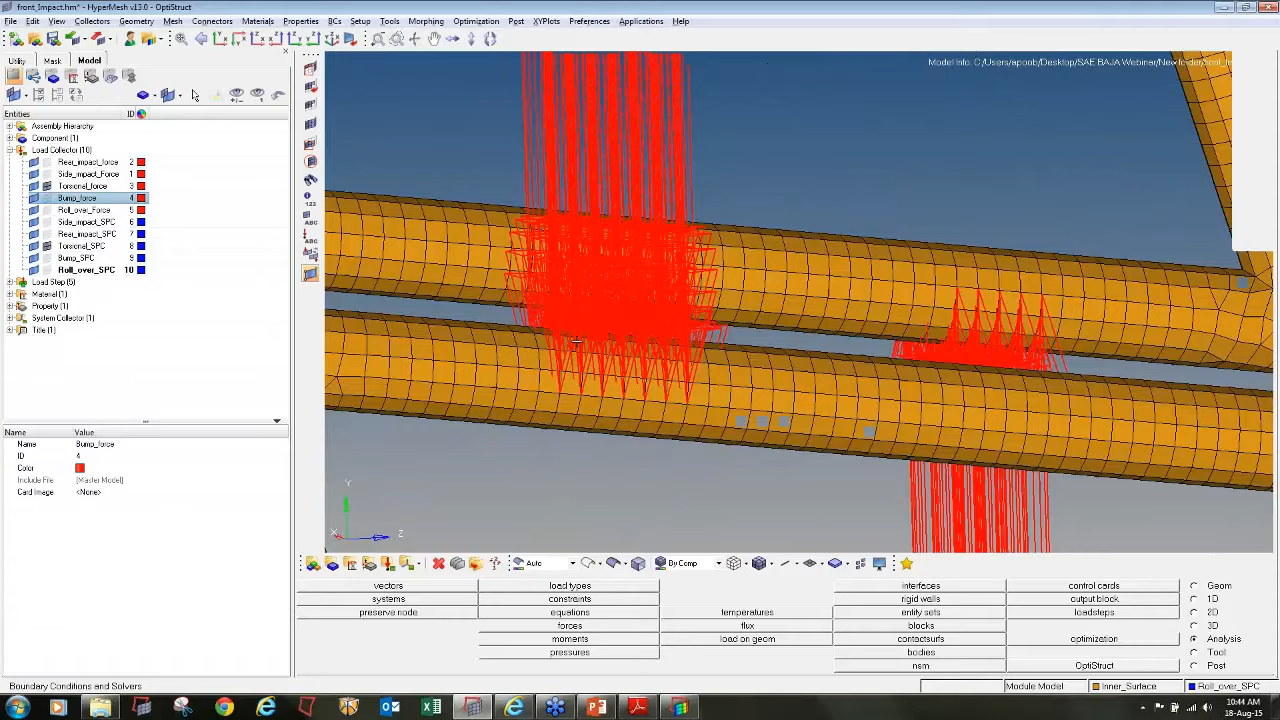 front_Impact.hm* - HyperMesh v13.0 - OptiStruct
File Edit View Collectors Geometry Mesh Connectors Materials Properties BCs Setup Tools Morphing Optimization Post XYPlots Preferences Applications Help
Utility Mask Model
Entities ID
Assembly Hierarchy
Component (1)
Load Collector (10)
Rear_impact_force 2
Side_impact_Force 1
Torsional_force 3
Bump_force 4
Roll_over_Force 5
Side_impact_SPC 6
Rear_impact_SPC 7
Torsional_SPC 8
Bump_SPC 9
Roll_over_SPC 10
Load Step (5)
Material (1)
Property (1)
System Collector (1)
Title (1)
Name Value
Name Bump_force
ID 4
Color
Include File [Master Model]
Card Image <None>
123
ABC
ABC
Model Info: C:/Users/apoob/Desktop/SAE BAJA Webinar/New folder/
Y
X
Z
Auto By Comp
vectors load types interfaces control cards Geom
systems constraints rigid walls output block 1D
preserve node equations temperatures entity sets loadsteps 2D
forces flux blocks 3D
moments load on geom contactsurfs optimization Analysis
pressures bodies Tool
nsm OptiStruct Post
Boundary Conditions and Solvers Module Model Inner_Surface Roll_over_SPC
10:44 AM
18-Aug-15